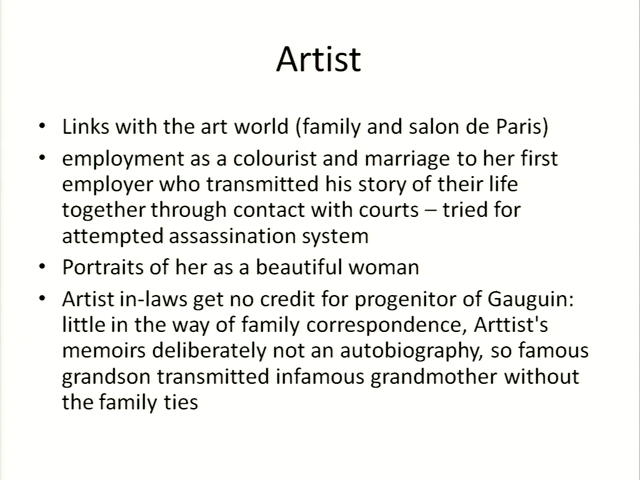 Artist
• Links with the art world (family and salon de Paris)
• employment as a colourist and marriage to her first
employer who transmitted his story of their life
together through contact with courts – tried for
attempted assassination system
• Portraits of her as a beautiful woman
• Artist in-laws get no credit for progenitor of Gauguin:
little in the way of family correspondence, Arttist's
memoirs deliberately not an autobiography, so famous
grandson transmitted infamous grandmother without
the family ties